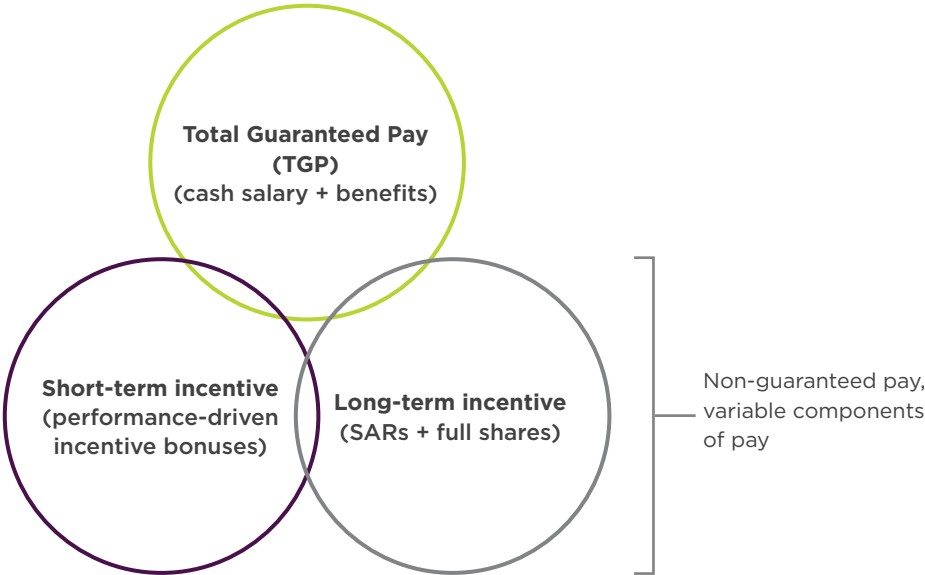 Total Guaranteed Pay
(TGP)
(cash salary + benefits)
Short-term incentive
(performance-driven
incentive bonuses)
Long-term incentive
(SARs + full shares)
Non-guaranteed pay,
variable components
of pay